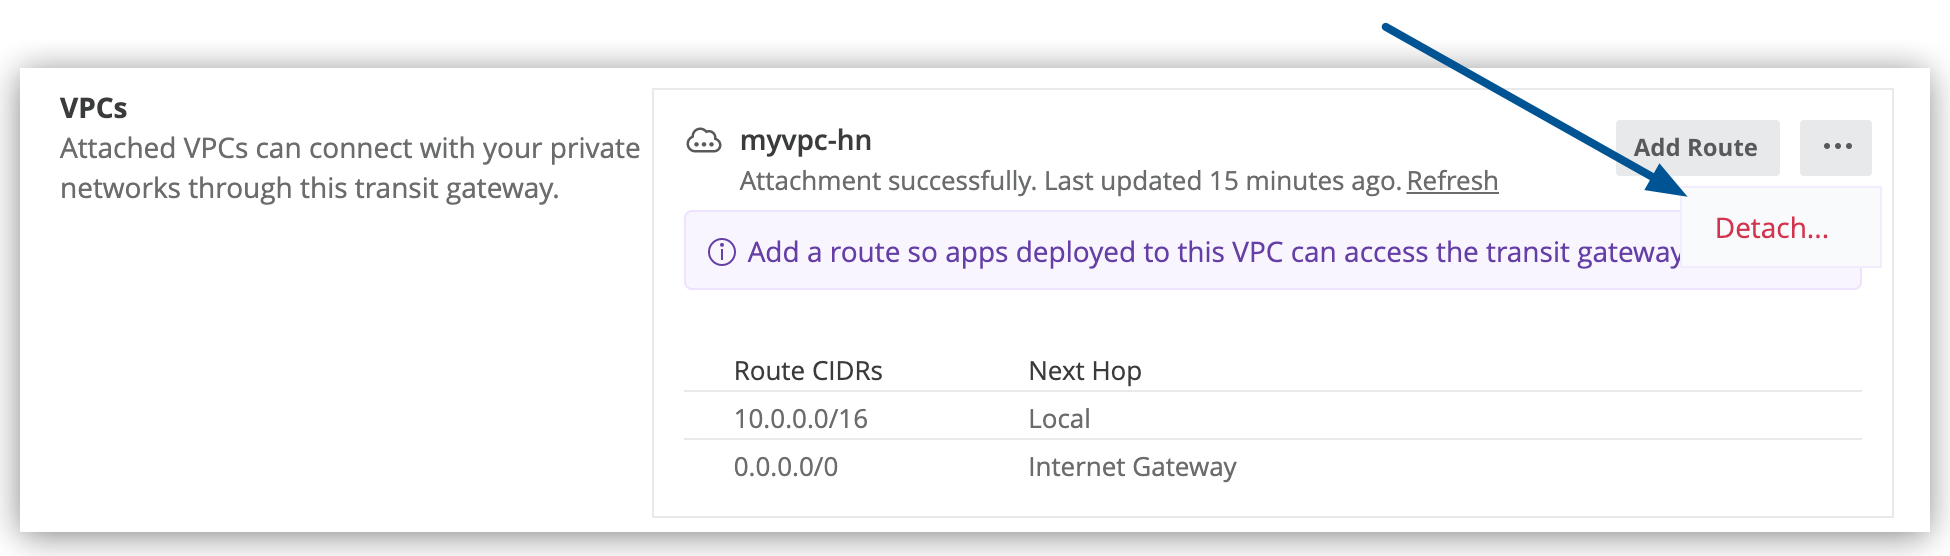 VPCs
Attached VPCs can connect with your private
networks through this transit gateway.
myvpc-hn
Attachment successfully. Last updated 15 minutes ago. Refresh
Add Route
Detach...
Add a route so apps deployed to this VPC can access the transit gateway
Route CIDRs Next Hop
10.0.0.0/16 Local
0.0.0.0/0 Internet Gateway